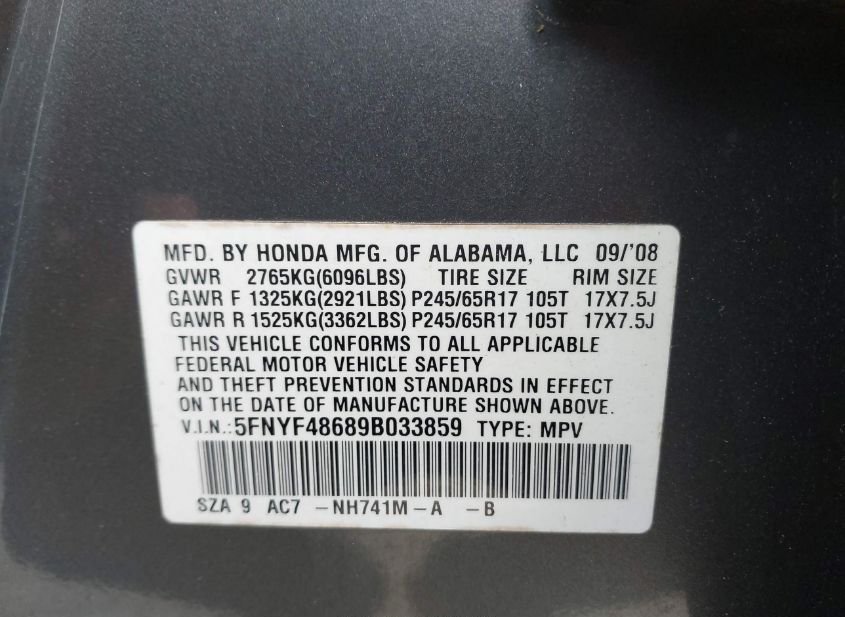 MFD. BY HONDA MFG. OF ALABAMA, LLC 09/'08
GVWR 2765KG(6096LBS) TIRE SIZE RIM SIZE
GAWR F 1325KG(2921LBS) P245/65R17 105T 17X7.5J
GAWR R 1525KG(3362LBS) P245/65R17 105T 17X7.5J
THIS VEHICLE CONFORMS TO ALL APPLICABLE
FEDERAL MOTOR VEHICLE SAFETY
AND THEFT PREVENTION STANDARDS IN EFFECT
ON THE DATE OF MANUFACTURE SHOWN ABOVE.
V.I.N.:5FNYF48689B033859 TYPE: MPV
SZA 9 AC7 -NH741M-A -B